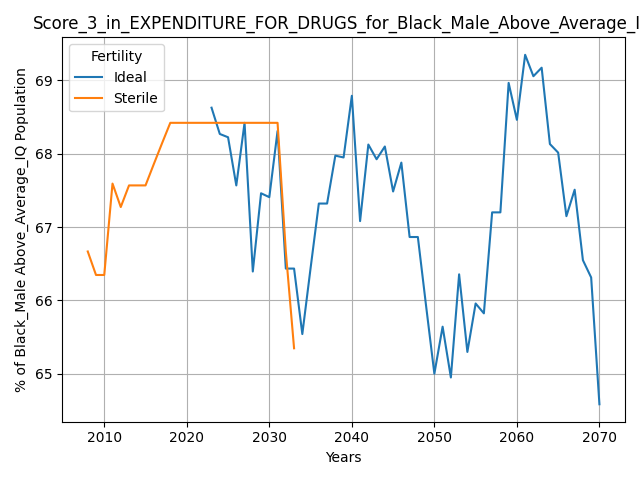 Score_3_in_EXPENDITURE_FOR_DRUGS_for_Black_Male_Above_Average_I
Fertility
Ideal
Sterile
% of Black_Male Above_Average_IQ Population
69
68
67
66
65
2010 2020 2030 2040 2050 2060 2070
Years